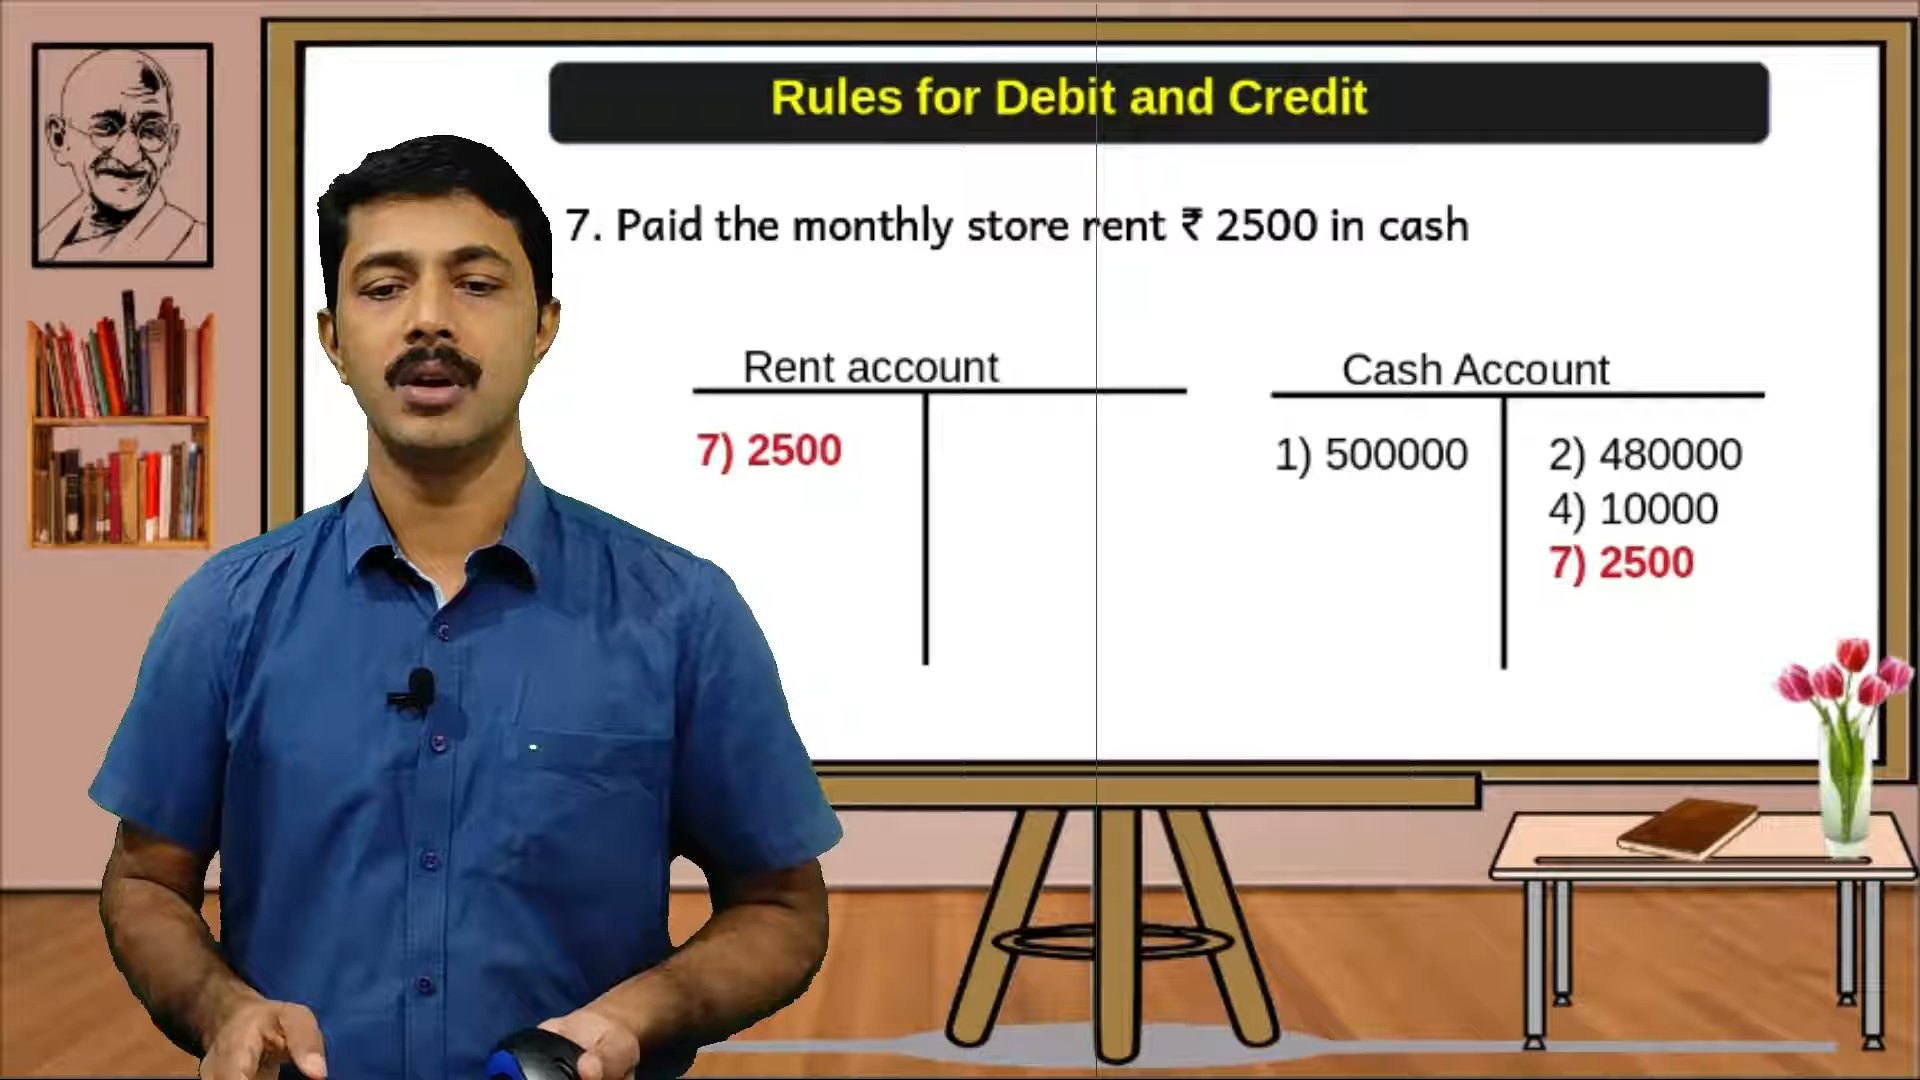 Rules for Debit and Credit
7. Paid the monthly store rent ₹ 2500 in cash
Rent account
7) 2500
Cash Account
1) 500000
2) 480000
4) 10000
7) 2500